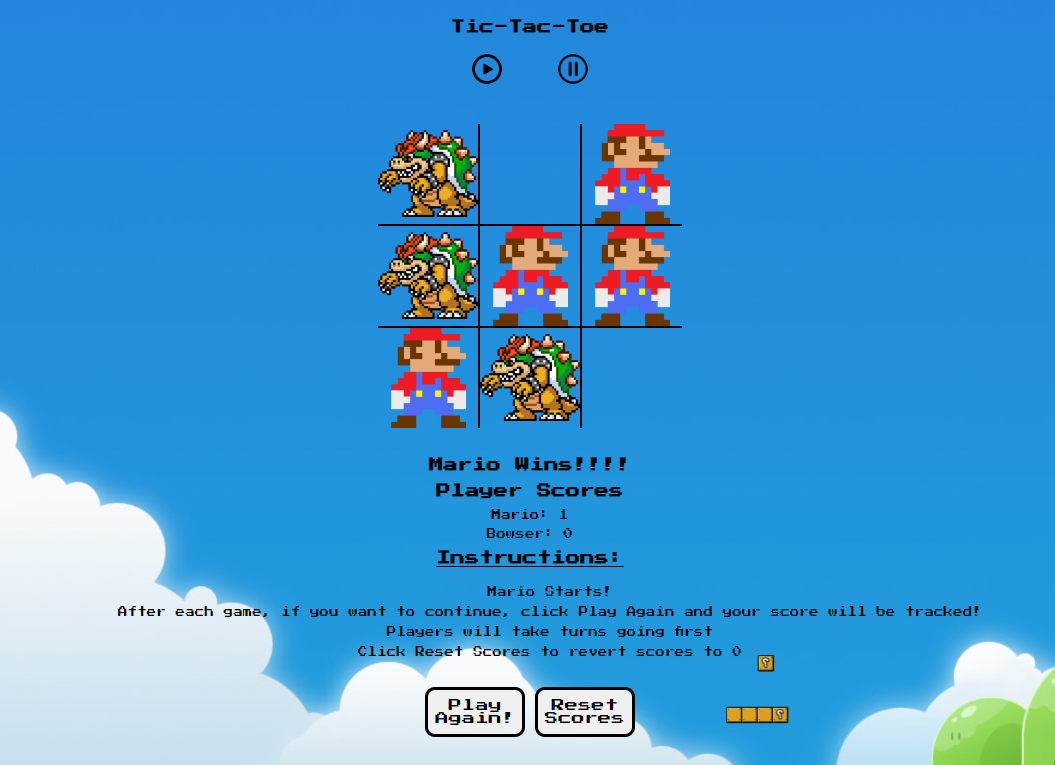 Tic-Tac-Toe
Mario Wins!!!!
Player Scores
Mario: 1
Bowser: 0
Instructions:
Mario Starts!
After each game, if you want to continue, click Play Again and your score will be tracked!
Players will take turns going first
Click Reset Scores to revert scores to 0
?
?
Play
Again!
Reset
Scores